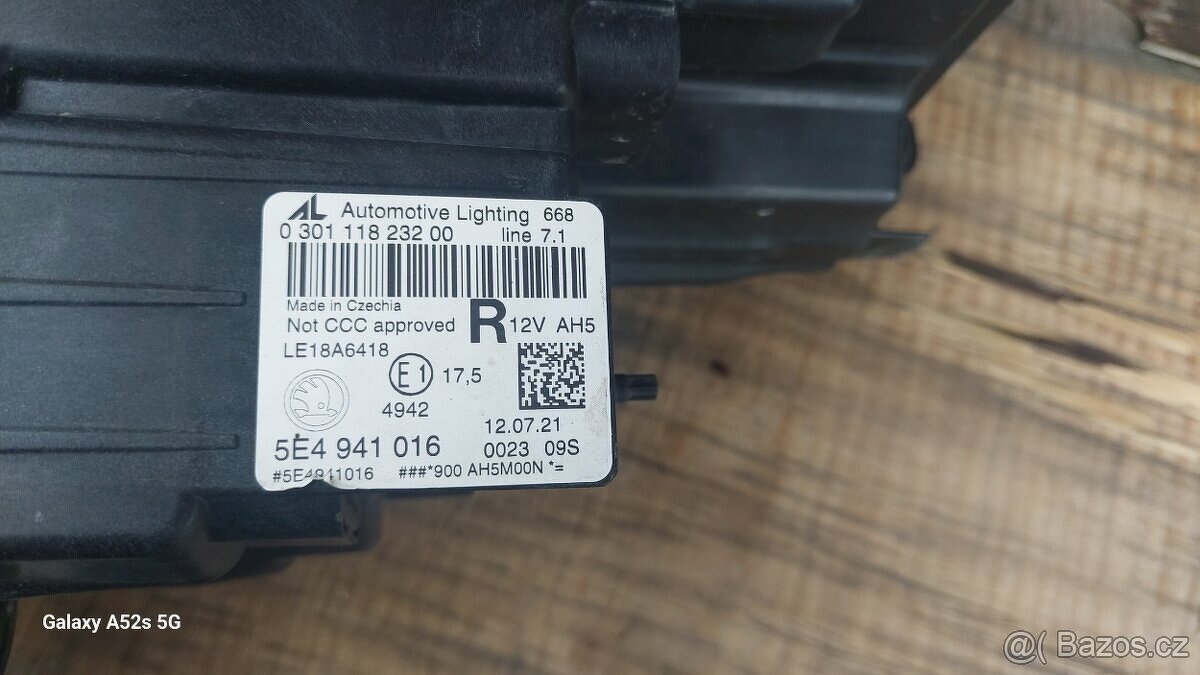 AL Automotive Lighting 668
0 301 118 232 00 line 7.1
Made in Czechia
Not CCC approved R 12V AH5
LE18A6418
E1 17,5
4942
12.07.21
5E4 941 016 0023 09S
#5E4941016 ###*900 AH5M00N *=
Galaxy A52s 5G
@( Bazos.cz